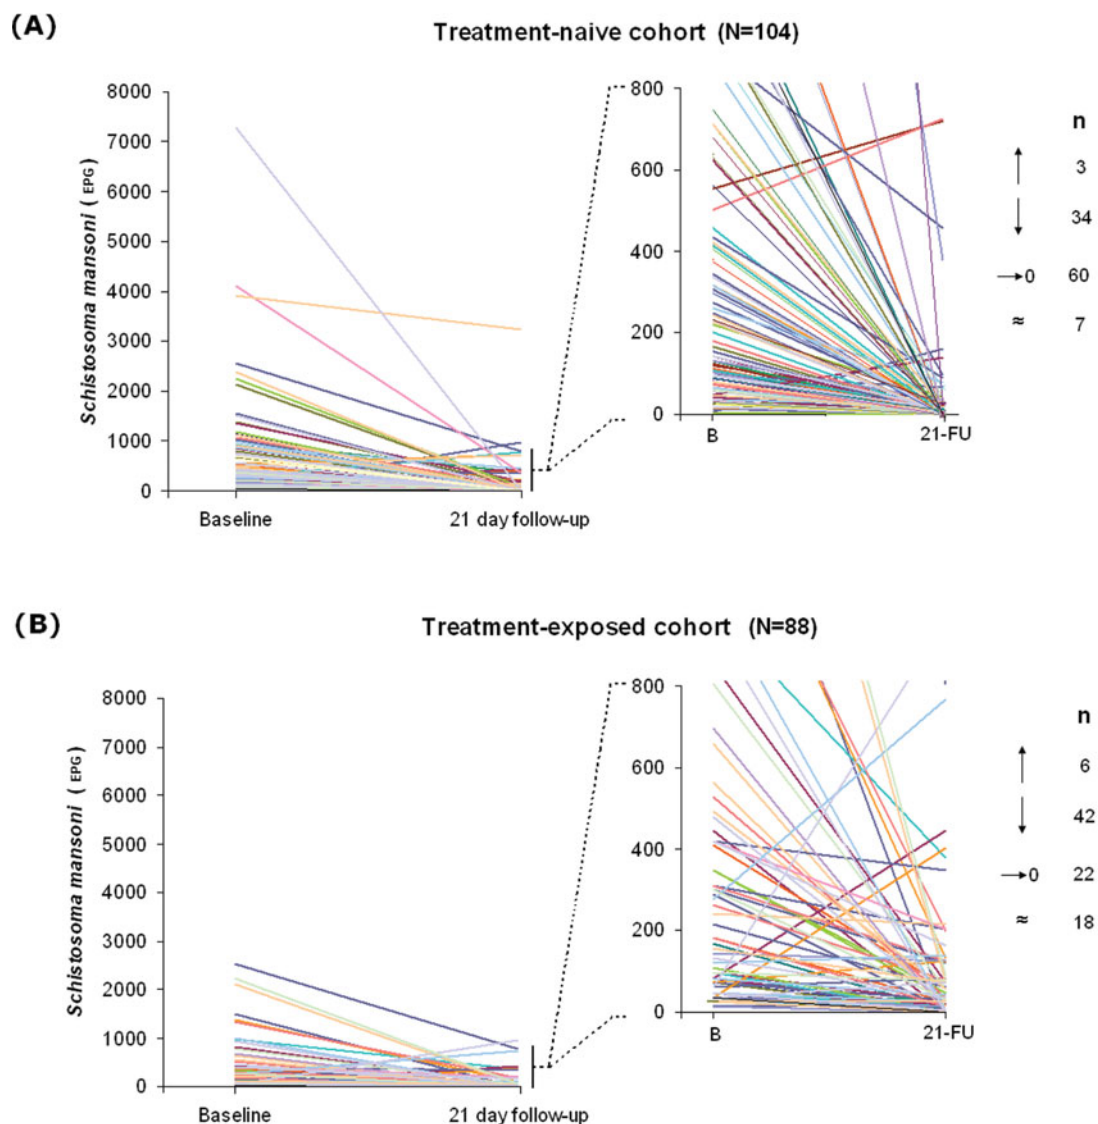 (A)
Treatment-naive cohort (N=104)
8000
7000
6000
5000
4000
3000
2000
1000
0
Schistosoma mansoni (EPG)
Baseline
21 day follow-up
800
600
400
200
0
B
21-FU
n
↑ 3
↓ 34
→0 60
≈ 7
(B)
Treatment-exposed cohort (N=88)
8000
7000
6000
5000
4000
3000
2000
1000
0
Schistosoma mansoni (EPG)
Baseline
21 day follow-up
800
600
400
200
0
B
21-FU
n
↑ 6
↓ 42
→0 22
≈ 18